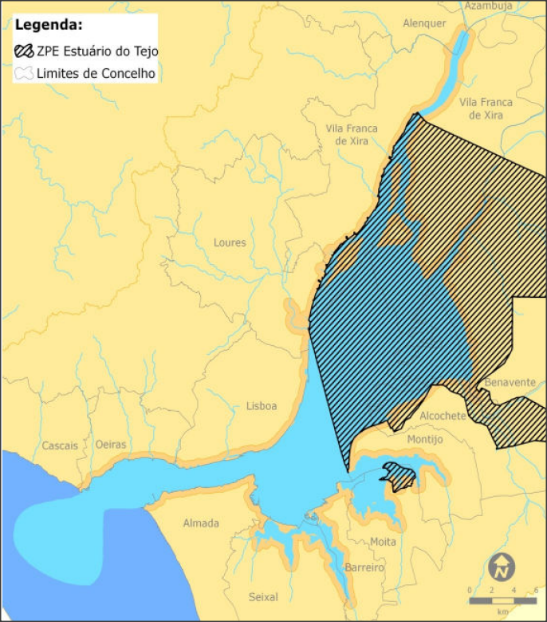 Legenda:
ZPE Estuário do Tejo
Limites de Concelho
Azambuja
Alenquer
Vila Franca
de Xira
Vila Franca
de Xira
Loures
Benavente
Lisboa
Alcochete
Cascais
Oeiras
Montijo
Almada
Moita
Barreiro
Seixal
N
0 2 4 6
km